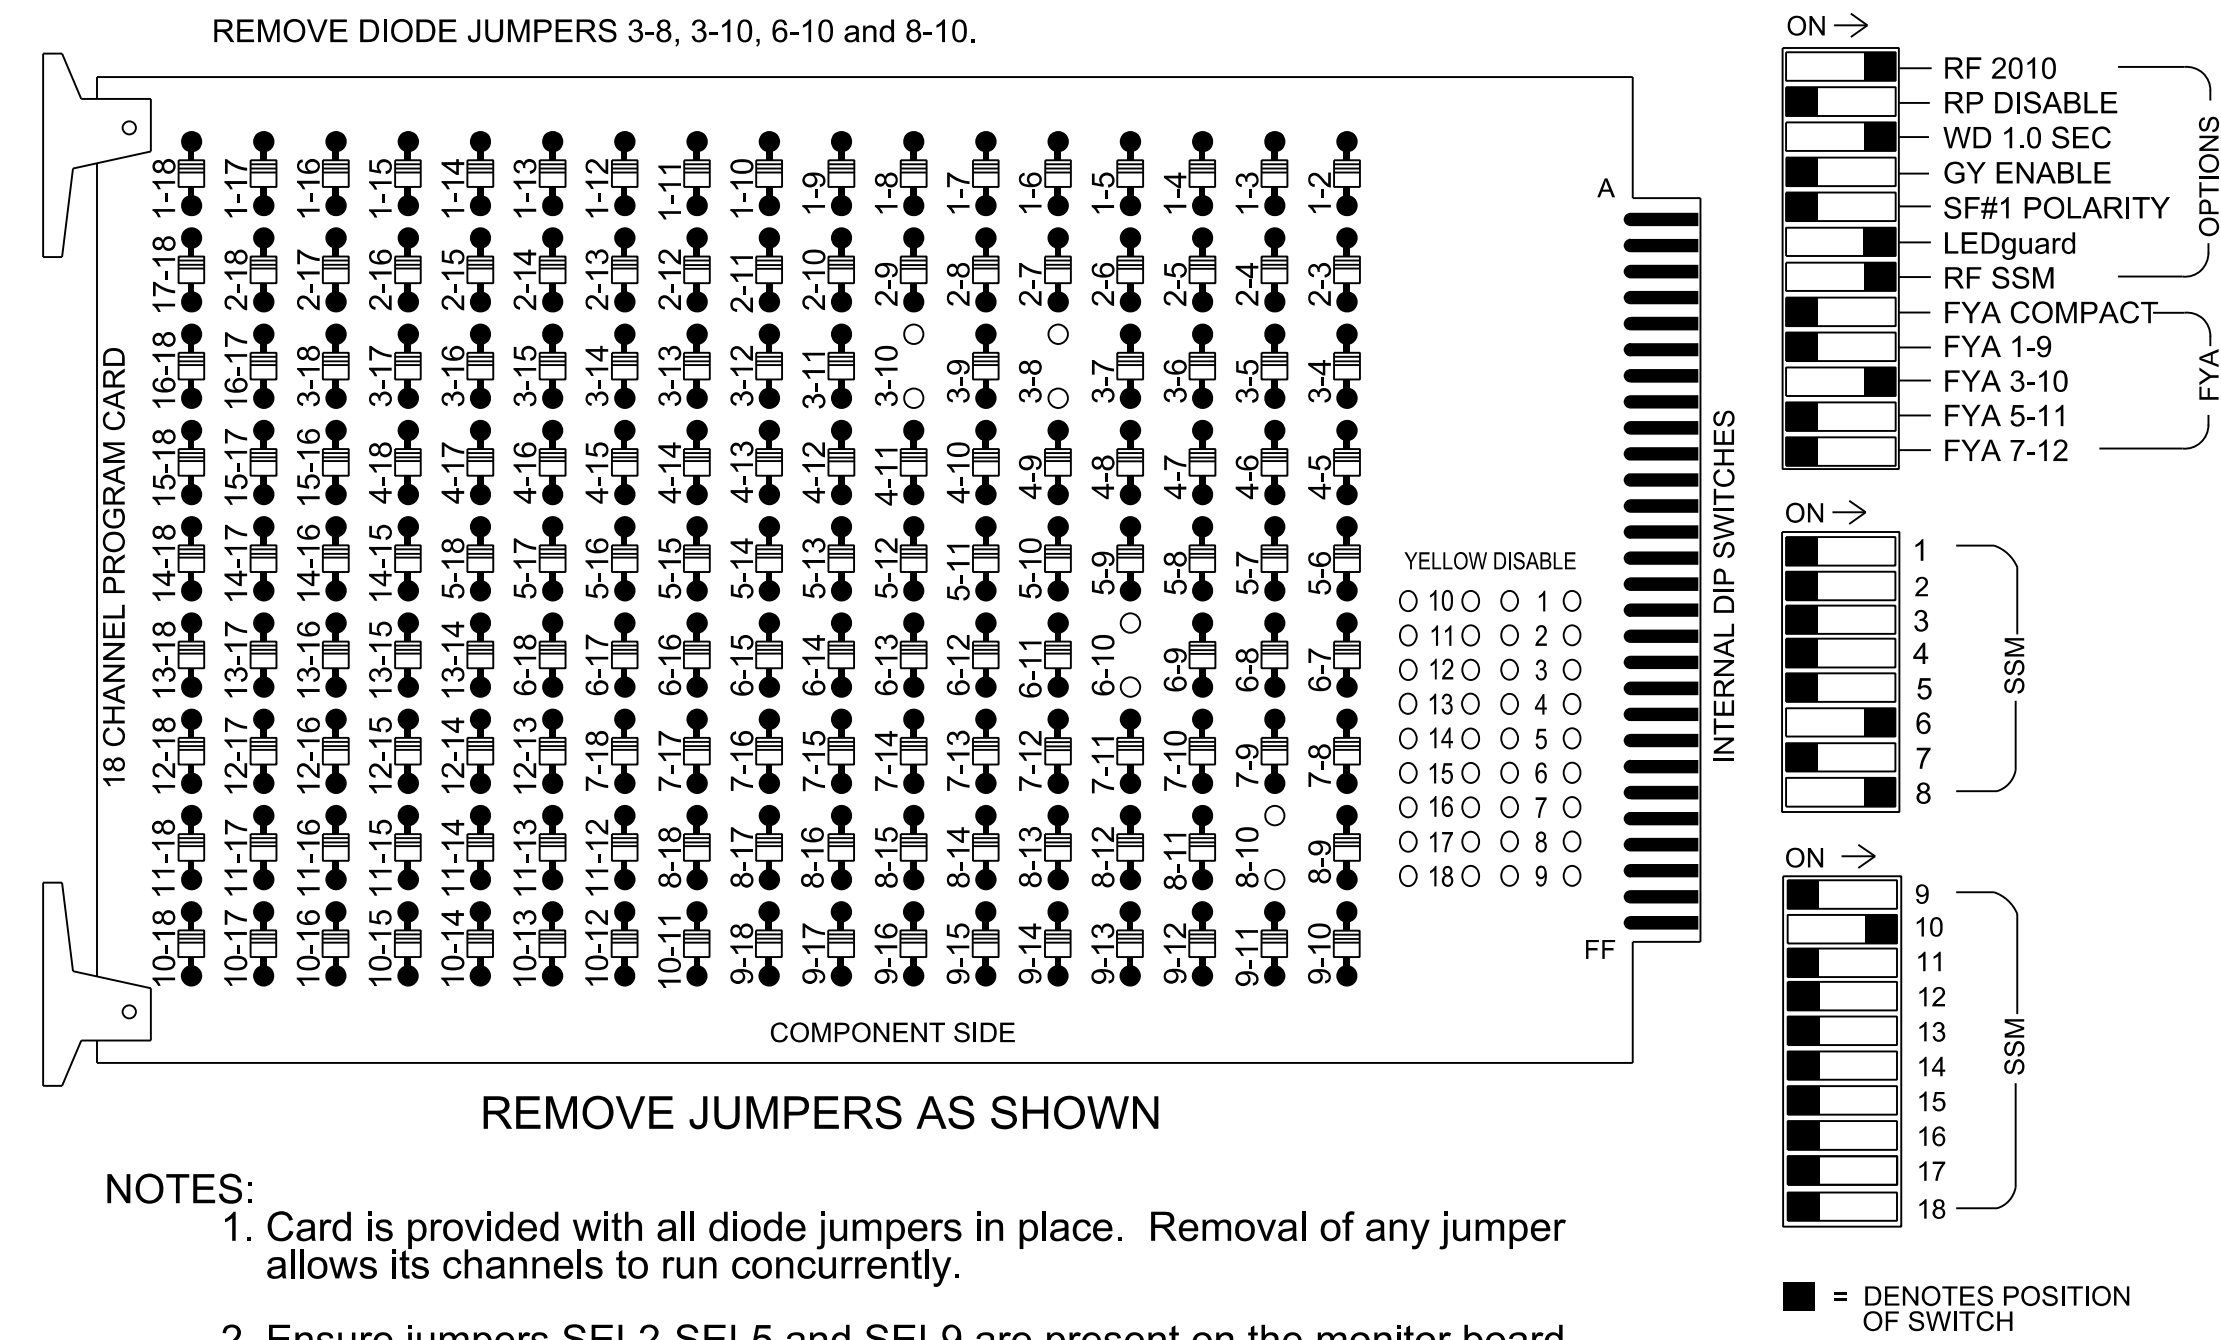 REMOVE DIODE JUMPERS 3-8, 3-10, 6-10 and 8-10.
18 CHANNEL PROGRAM CARD
1-18 1-17 1-16 1-15 1-14 1-13 1-12 1-11 1-10 1-9 1-8 1-7 1-6 1-5 1-4 1-3 1-2
17-18 2-18 2-17 2-16 2-15 2-14 2-13 2-12 2-11 2-10 2-9 2-8 2-7 2-6 2-5 2-4 2-3
16-18 16-17 3-18 3-17 3-16 3-15 3-14 3-13 3-12 3-11 3-10 3-9 3-8 3-7 3-6 3-5 3-4
15-18 15-17 15-16 4-18 4-17 4-16 4-15 4-14 4-13 4-12 4-11 4-10 4-9 4-8 4-7 4-6 4-5
14-18 14-17 14-16 14-15 5-18 5-17 5-16 5-15 5-14 5-13 5-12 5-11 5-10 5-9 5-8 5-7 5-6
13-18 13-17 13-16 13-15 13-14 6-18 6-17 6-16 6-15 6-14 6-13 6-12 6-11 6-10 6-9 6-8 6-7
12-18 12-17 12-16 12-15 12-14 12-13 7-18 7-17 7-16 7-15 7-14 7-13 7-12 7-11 7-10 7-9 7-8
11-18 11-17 11-16 11-15 11-14 11-13 11-12 8-18 8-17 8-16 8-15 8-14 8-13 8-12 8-11 8-10 8-9
10-18 10-17 10-16 10-15 10-14 10-13 10-12 10-11 9-18 9-17 9-16 9-15 9-14 9-13 9-12 9-11 9-10
YELLOW DISABLE
10 1
11 2
12 3
13 4
14 5
15 6
16 7
17 8
18 9
A
FF
COMPONENT SIDE
INTERNAL DIP SWITCHES
REMOVE JUMPERS AS SHOWN
NOTES:
1. Card is provided with all diode jumpers in place. Removal of any jumper
allows its channels to run concurrently.
2. Ensure jumpers SEL2-SEL5 and SEL9 are present on the monitor board.
ON
RF 2010
RP DISABLE
WD 1.0 SEC
GY ENABLE
SF#1 POLARITY
LEDguard
RF SSM
OPTIONS
FYA COMPACT
FYA 1-9
FYA 3-10
FYA 5-11
FYA 7-12
FYA
ON
1
2
3
4
5
6
7
8
SSM
ON
9
10
11
12
13
14
15
16
17
18
SSM
= DENOTES POSITION
OF SWITCH